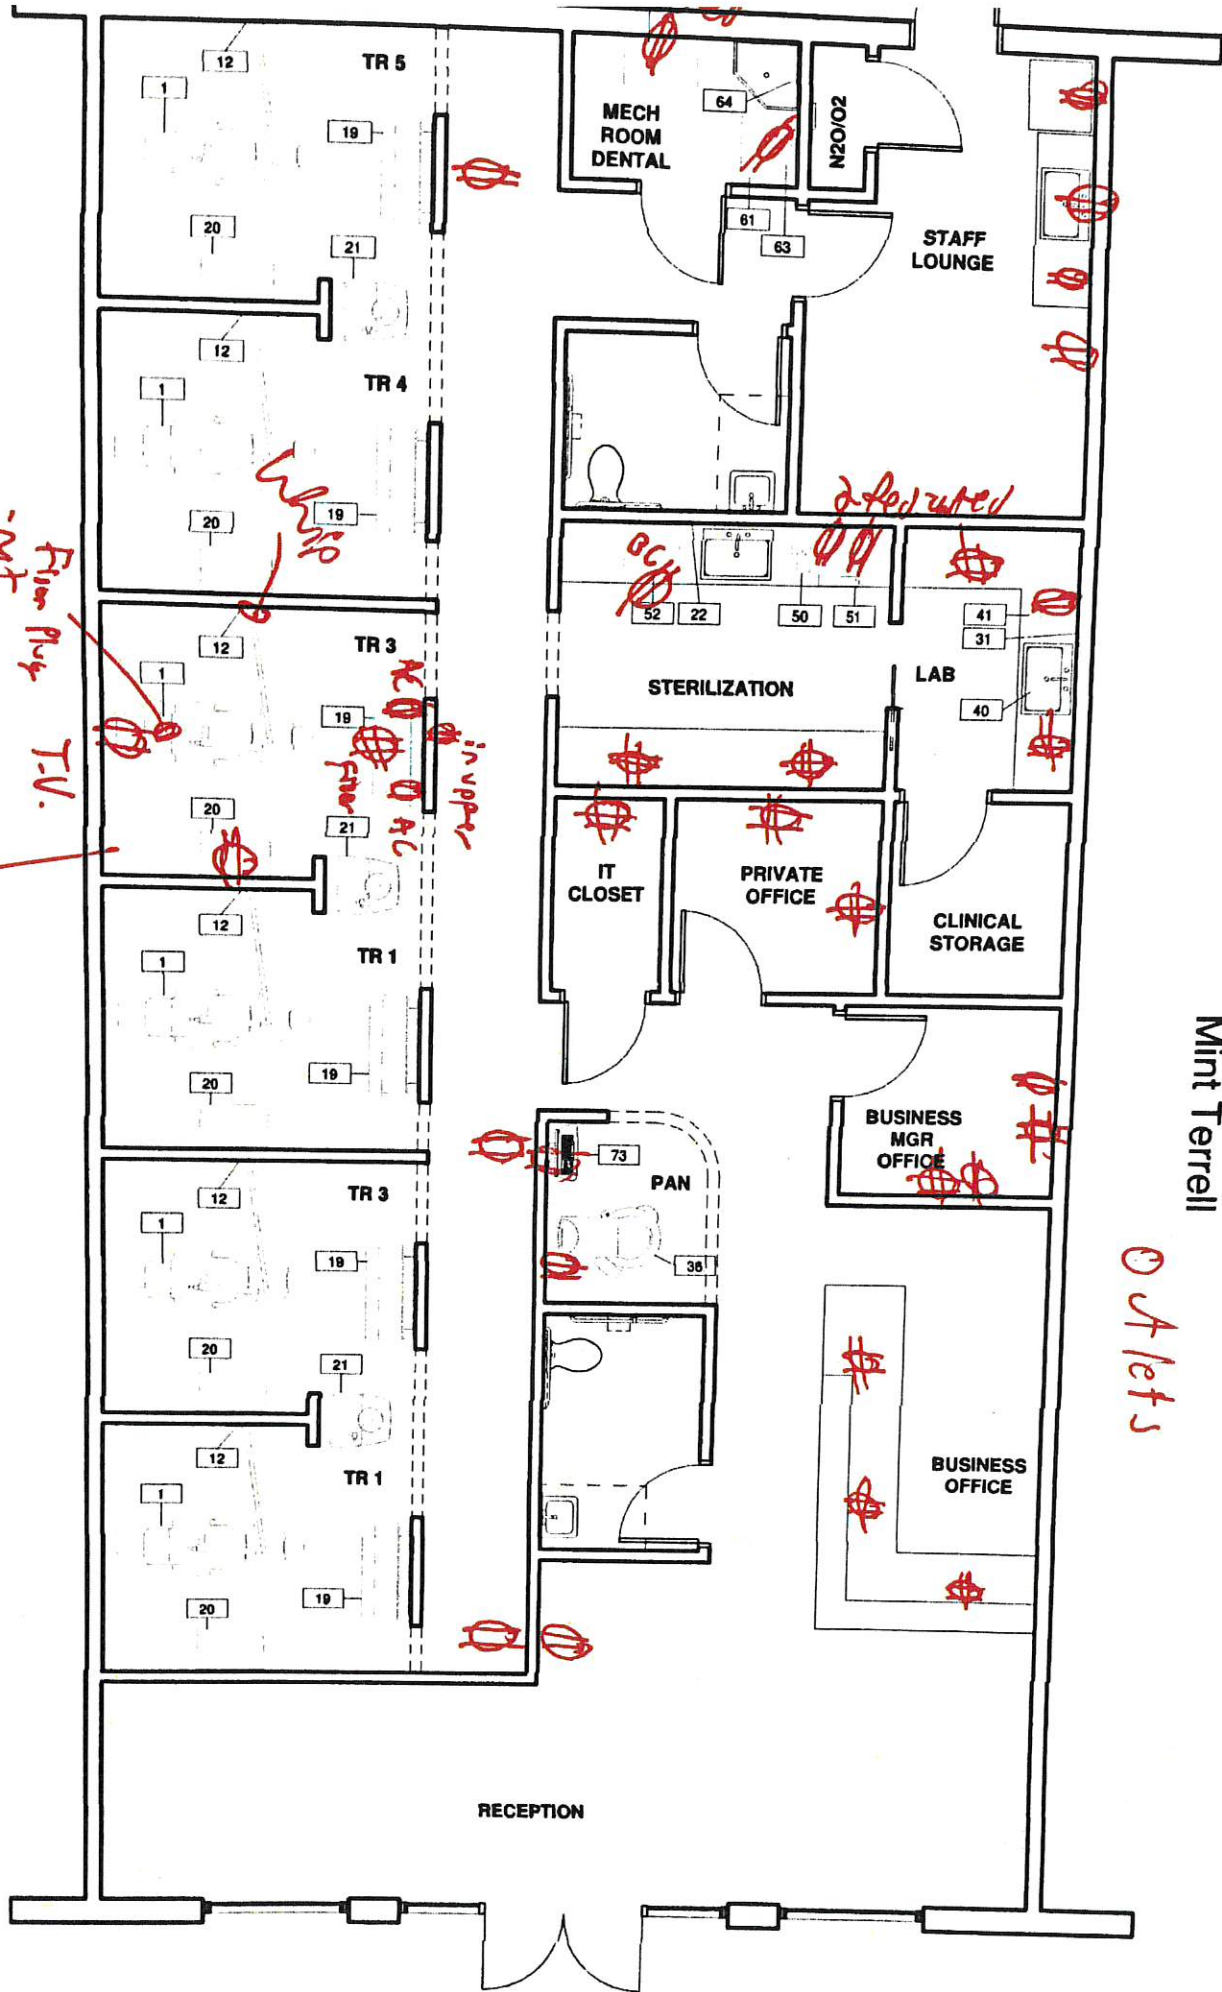 TR 5
12
1
19
20
21
MECH
ROOM
DENTAL
64
N2O/O2
61
63
STAFF
LOUNGE
12
TR 4
1
19
20
2 Dedicated
52
22
50
51
STERILIZATION
LAB
41
31
40
Floor Plug
T.V.
12
TR 3
1
19
20
21
AC
AC
in upper
IT
CLOSET
PRIVATE
OFFICE
CLINICAL
STORAGE
12
TR 1
1
19
20
Mint Terrell
Outlets
BUSINESS
MGR
OFFICE
73
PAN
36
12
TR 3
1
19
20
21
BUSINESS
OFFICE
12
TR 1
1
19
20
RECEPTION